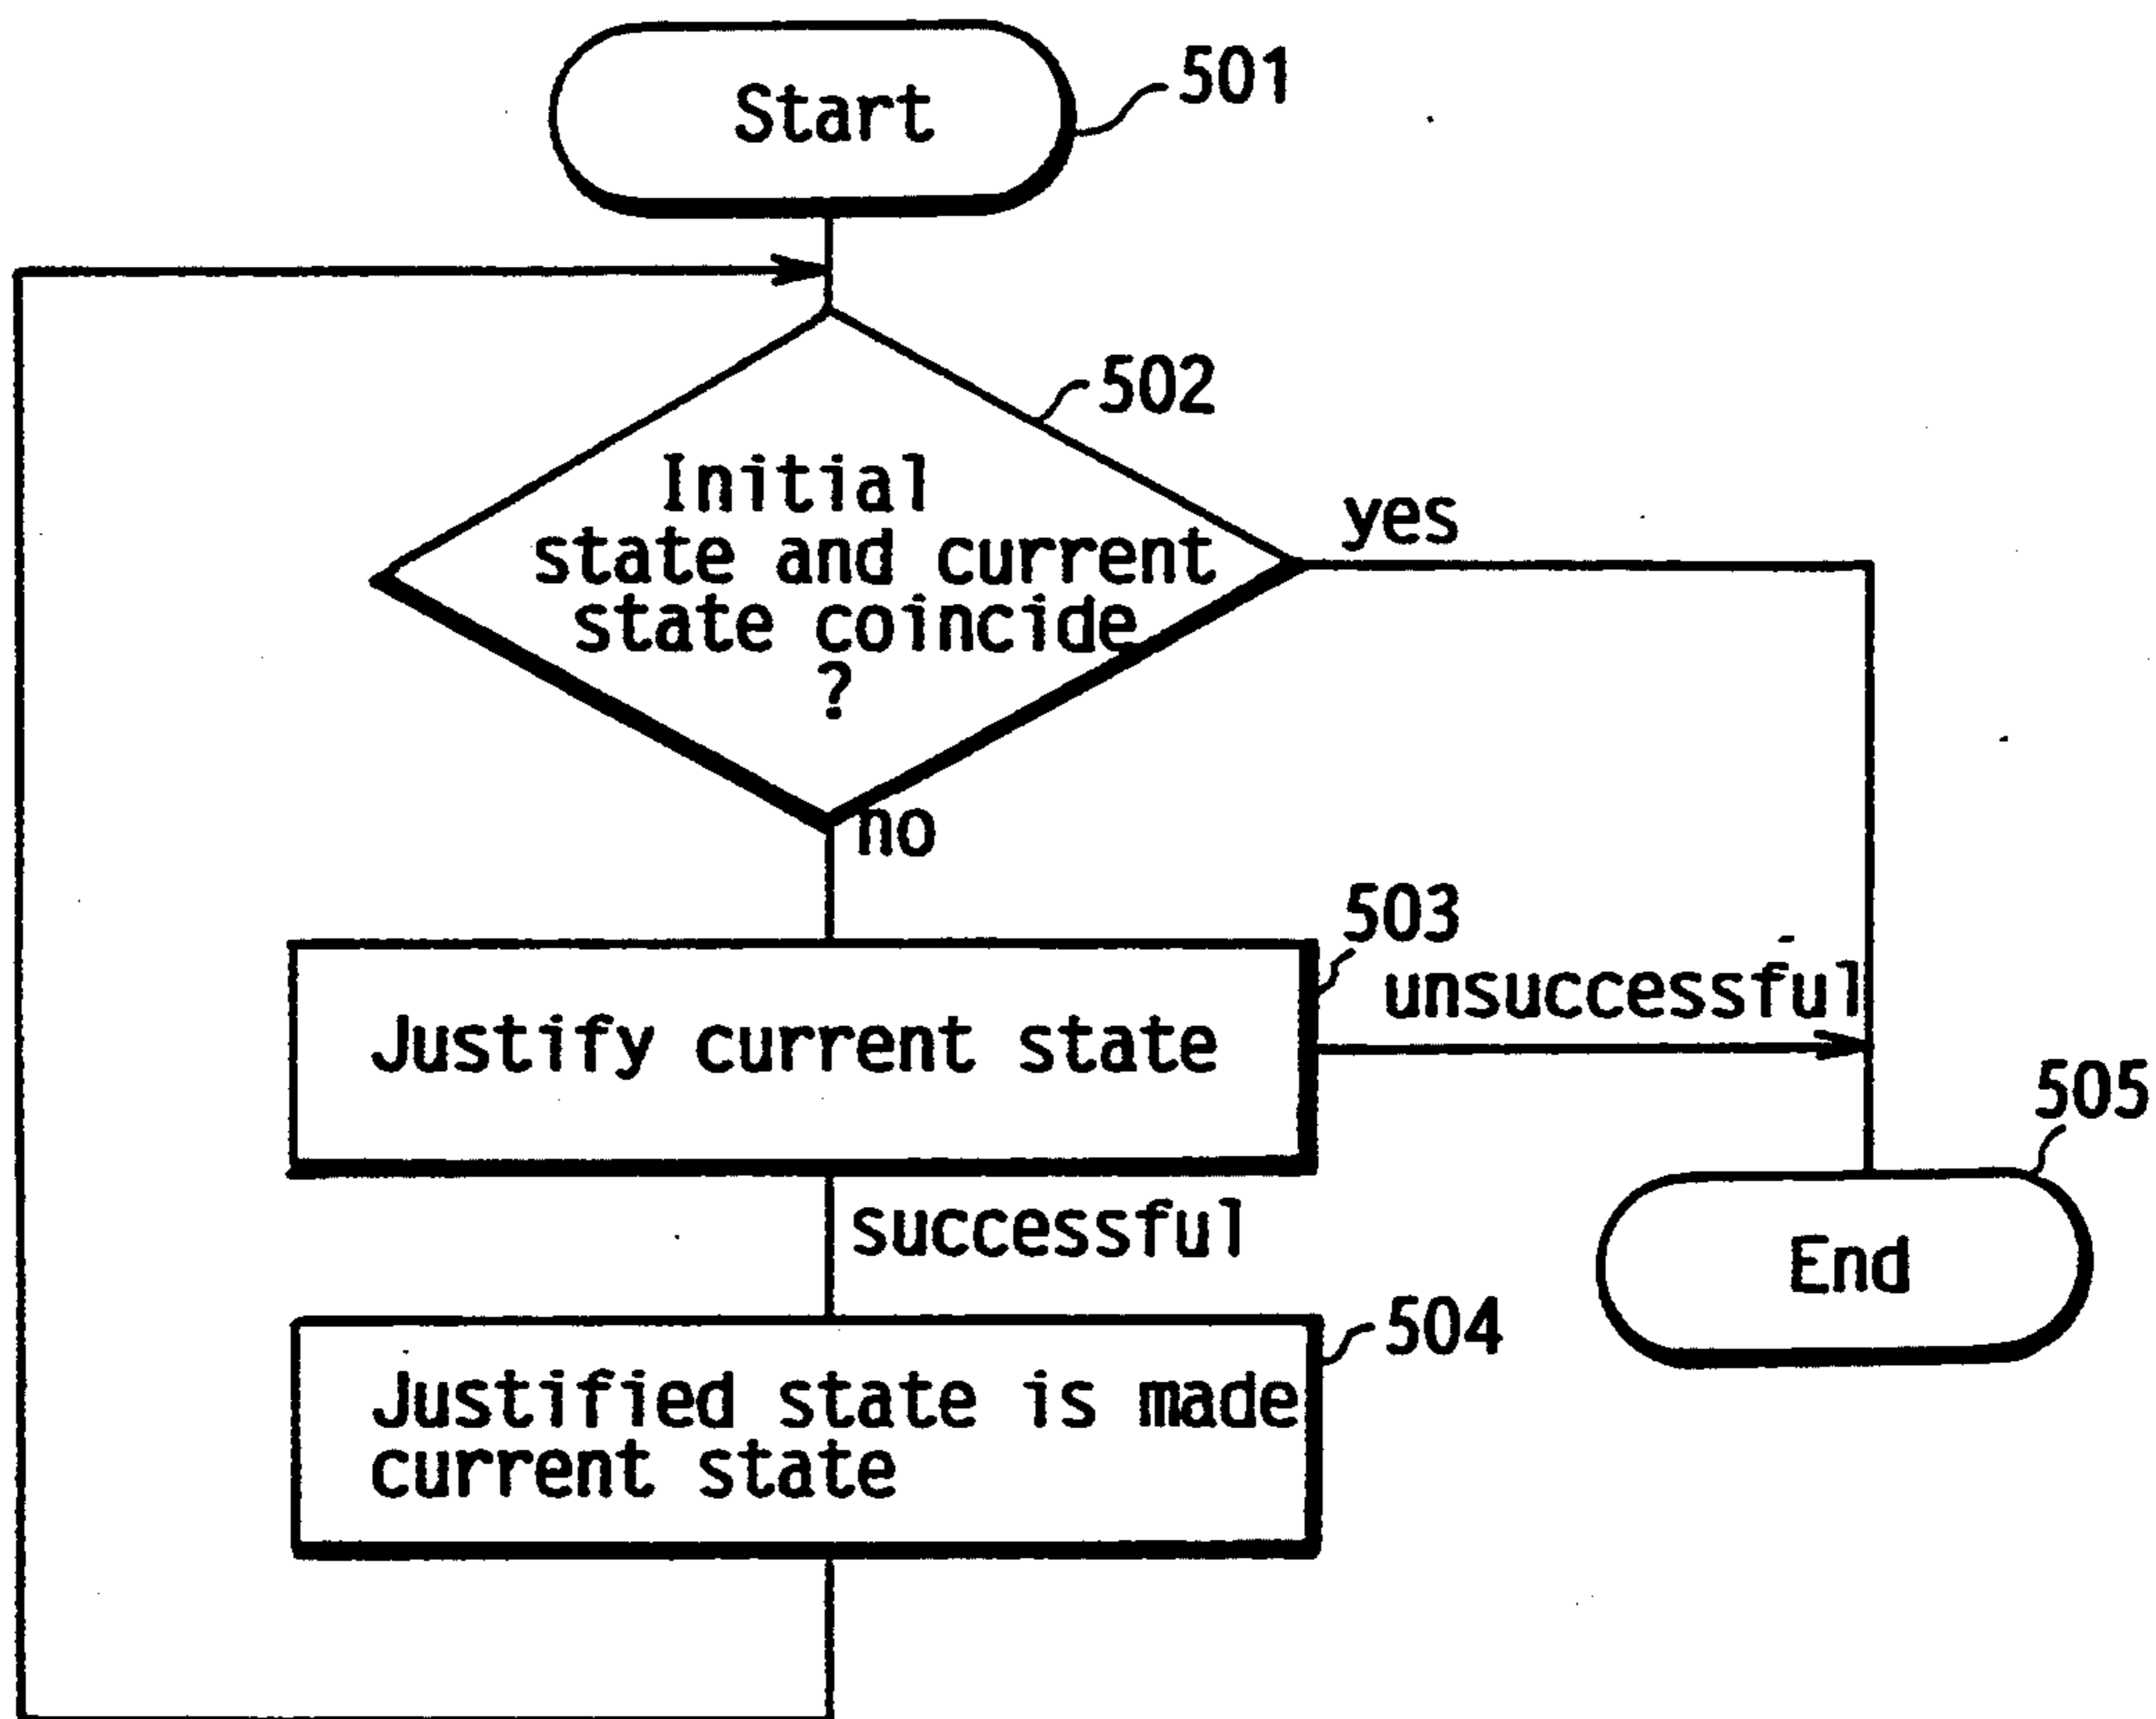 Start
501
502
Initial
state and current
state coincide
?
yes
no
503
unsuccessful
Justify current state
505
successful
End
504
Justified state is made
current state